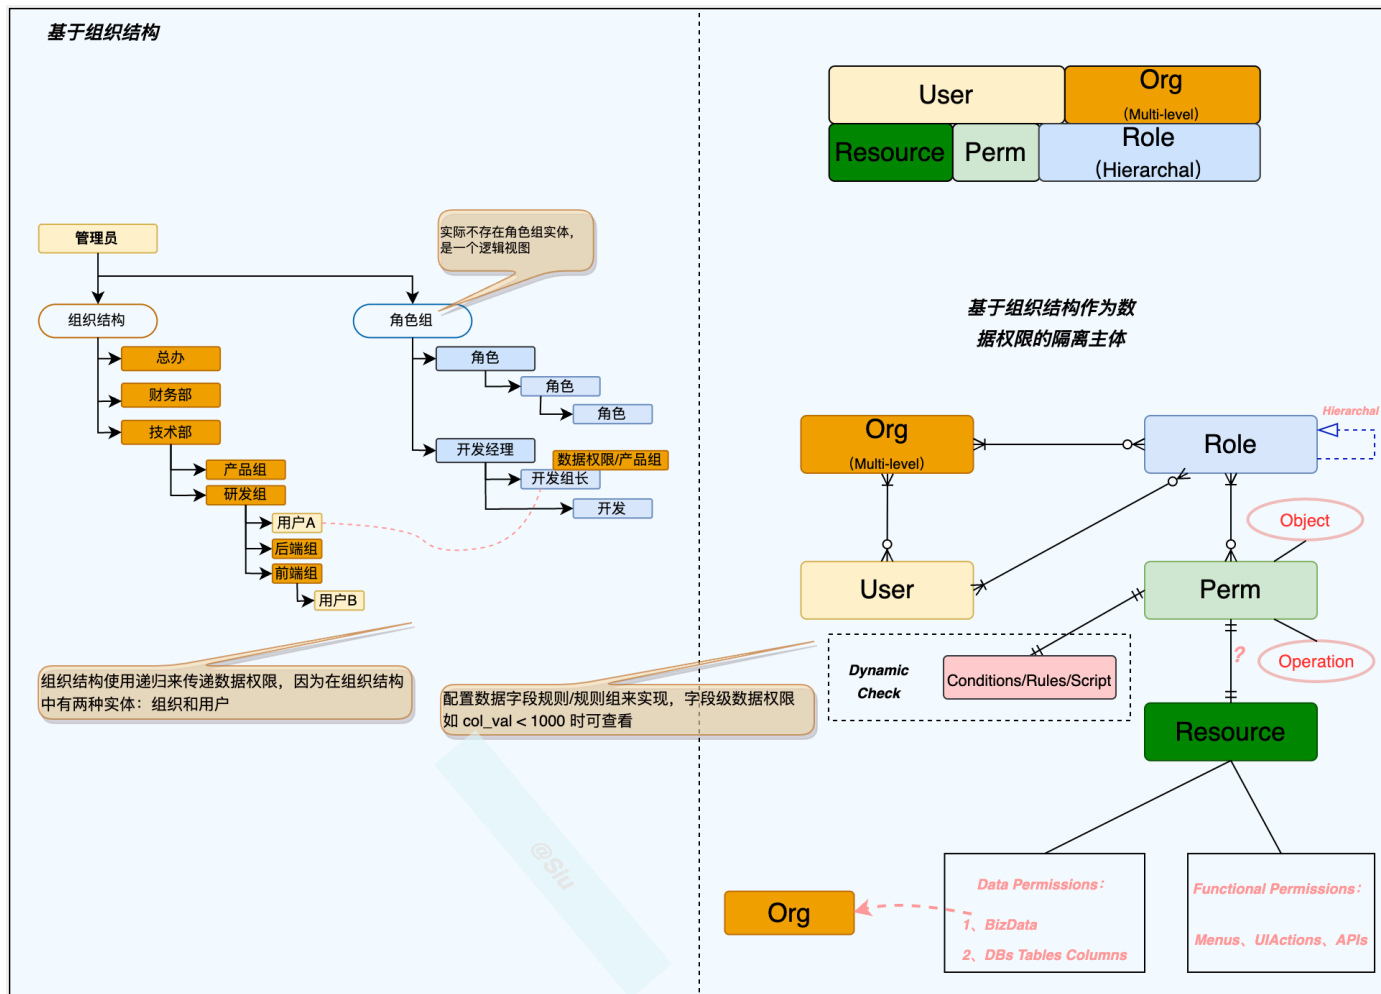 基于组织结构
管理员
组织结构
总办
财务部
技术部
产品组
研发组
用户A
后端组
前端组
用户B
实际不存在角色组实体，
是一个逻辑视图
角色组
角色
角色
角色
开发经理
数据权限/产品组
开发组长
开发
组织结构使用递归来传递数据权限，因为在组织结构
中有两种实体：组织和用户
配置数据字段规则/规则组来实现，字段级数据权限
如 col_val < 1000 时可查看
@Siu
User
Org
（Multi-level）
Resource
Perm
Role
（Hierarchal）
基于组织结构作为数
据权限的隔离主体
Org
（Multi-level）
Role
Hierarchal
User
Perm
Object
Operation
?
Dynamic
Check
Conditions/Rules/Script
Resource
Org
Data Permissions：
1、BizData
2、DBs Tables Columns
Functional Permissions：
Menus、UIActions、APIs